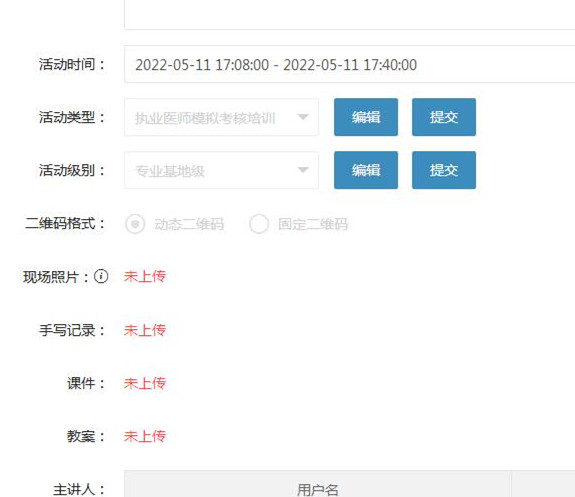 活动时间： 2022-05-11 17:08:00 - 2022-05-11 17:40:00
活动类型： 执业医师模拟考核培训 编辑 提交
活动级别： 专业基地级 编辑 提交
二维码格式： 动态二维码 固定二维码
现场照片： 未上传
手写记录： 未上传
课件： 未上传
教案： 未上传
主讲人： 用户名